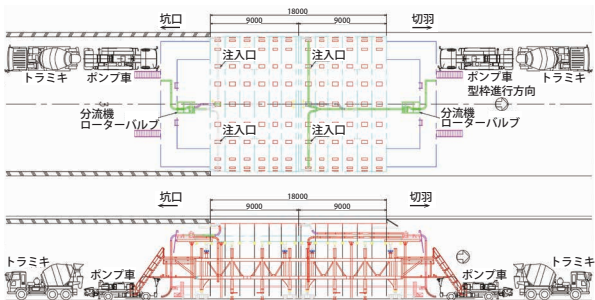 18000
坑口
9000
9000
切羽
注入口
注入口
トラミキ
ポンプ車
ポンプ車
トラミキ
型枠進行方向
分流機
ローターバルブ
分流機
ローターバルブ
注入口
注入口
18000
坑口
9000
9000
切羽
トラミキ
ポンプ車
ポンプ車
トラミキ